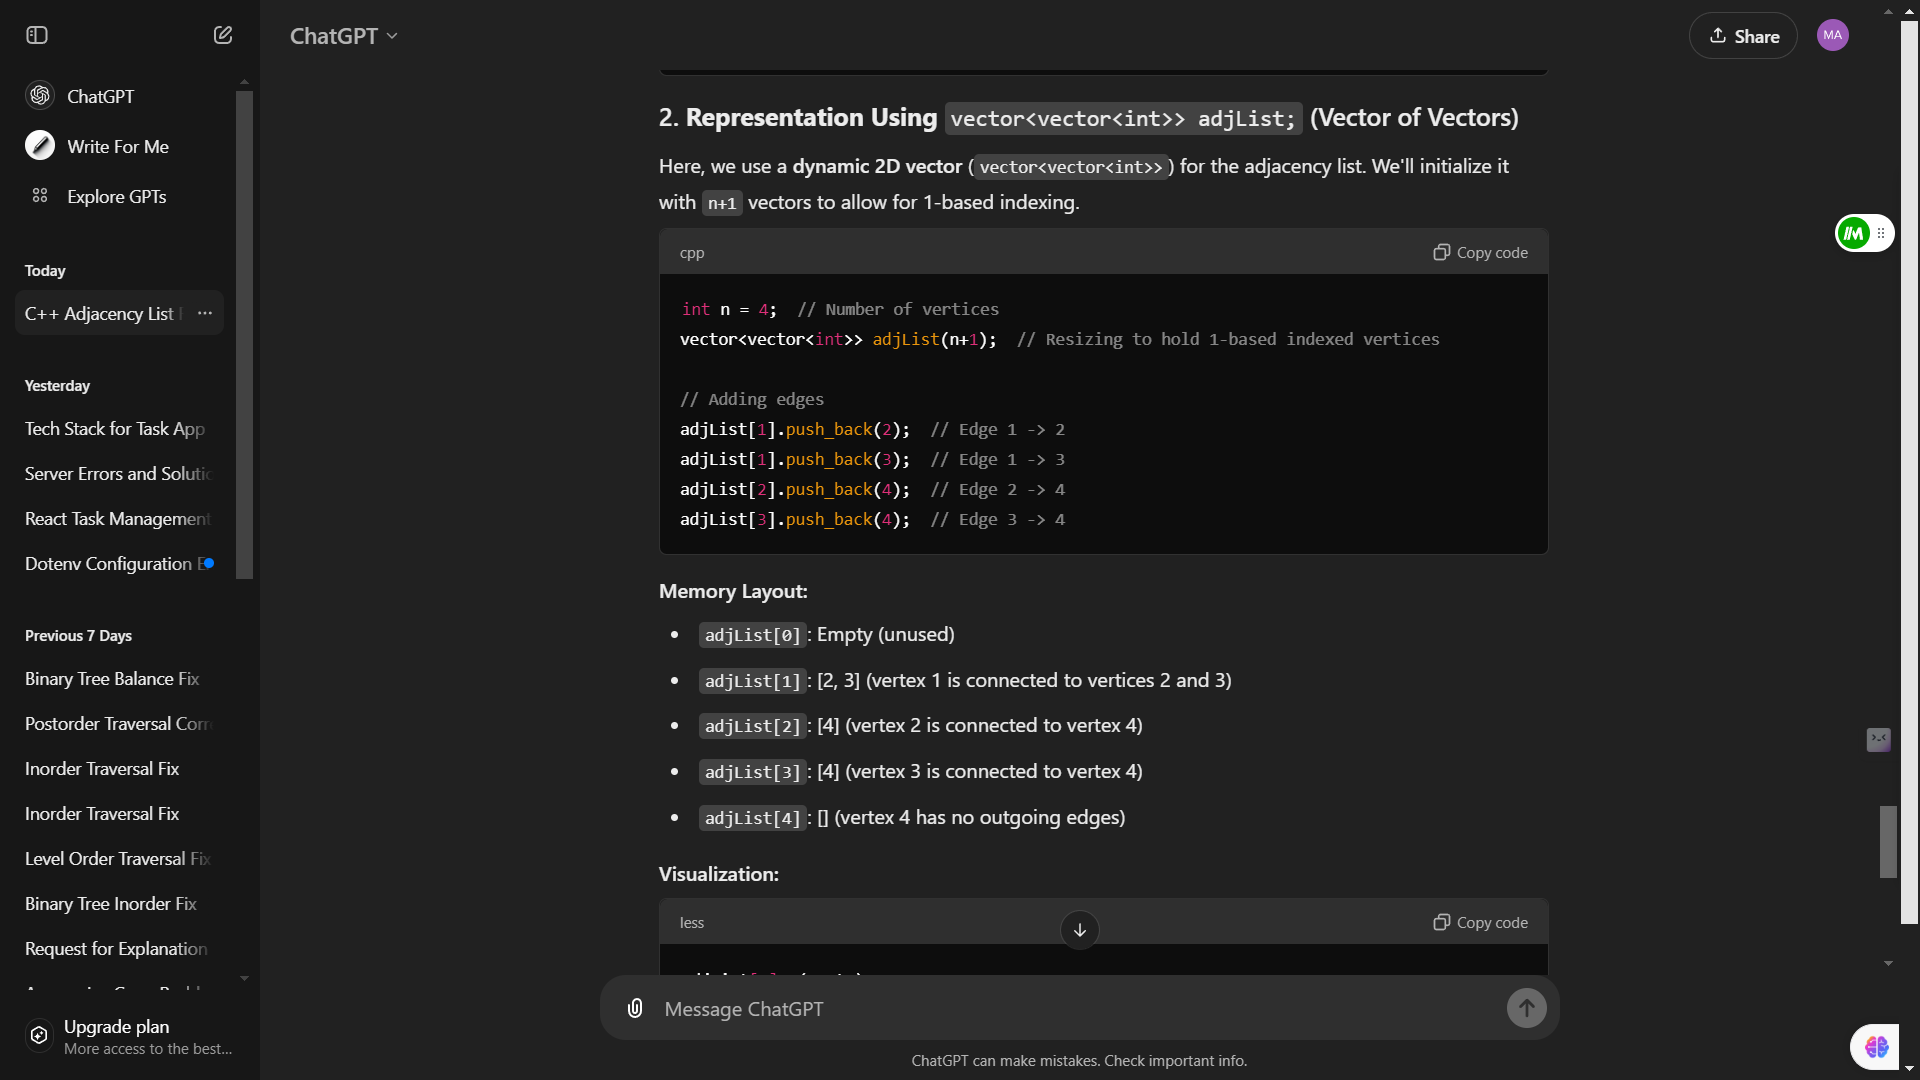 ChatGPT
Write For Me
Explore GPTs
Today
C++ Adjacency List
Yesterday
Tech Stack for Task App
Server Errors and Solutio
React Task Management
Dotenv Configuration E
Previous 7 Days
Binary Tree Balance Fix
Postorder Traversal Corre
Inorder Traversal Fix
Inorder Traversal Fix
Level Order Traversal Fix
Binary Tree Inorder Fix
Request for Explanation
Upgrade plan
More access to the best...
ChatGPT
Share
MA
2. Representation Using vector<vector<int>> adjList; (Vector of Vectors)
Here, we use a dynamic 2D vector (vector<vector<int>>) for the adjacency list. We'll initialize it
with n+1 vectors to allow for 1-based indexing.
cpp
Copy code
int n = 4;  // Number of vertices
vector<vector<int>> adjList(n+1);  // Resizing to hold 1-based indexed vertices
// Adding edges
adjList[1].push_back(2);  // Edge 1 -> 2
adjList[1].push_back(3);  // Edge 1 -> 3
adjList[2].push_back(4);  // Edge 2 -> 4
adjList[3].push_back(4);  // Edge 3 -> 4
Memory Layout:
• adjList[0]: Empty (unused)
• adjList[1]: [2, 3] (vertex 1 is connected to vertices 2 and 3)
• adjList[2]: [4] (vertex 2 is connected to vertex 4)
• adjList[3]: [4] (vertex 3 is connected to vertex 4)
• adjList[4]: [] (vertex 4 has no outgoing edges)
Visualization:
less
Copy code
Message ChatGPT
ChatGPT can make mistakes. Check important info.